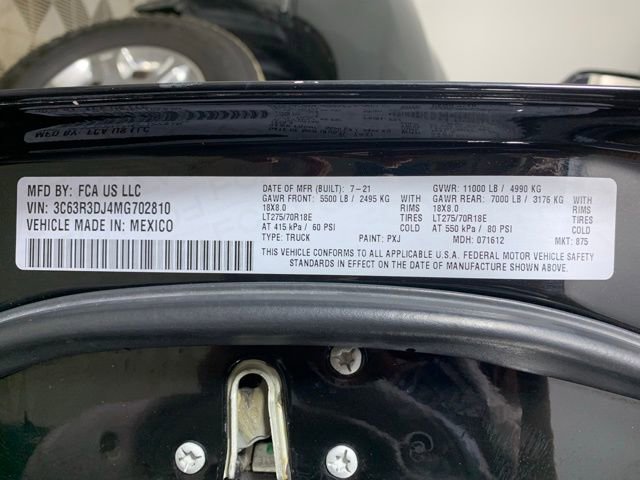 MFD BY: FCA US LLC
VIN: 3C63R3DJ4MG702810
VEHICLE MADE IN: MEXICO
DATE OF MFR (BUILT): 7-21
GAWR FRONT: 5500 LB / 2495 KG WITH
18X8.0 RIMS
LT275/70R18E TIRES
AT 415 kPa / 60 PSI COLD
TYPE: TRUCK PAINT: PXJ
GVWR: 11000 LB / 4990 KG
GAWR REAR: 7000 LB / 3176 KG WITH
18X8.0 RIMS
LT275/70R18E TIRES
AT 550 kPa / 80 PSI COLD
MDH: 071612 MKT: 875
THIS VEHICLE CONFORMS TO ALL APPLICABLE U.S.A. FEDERAL MOTOR VEHICLE SAFETY
STANDARDS IN EFFECT ON THE DATE OF MANUFACTURE SHOWN ABOVE.